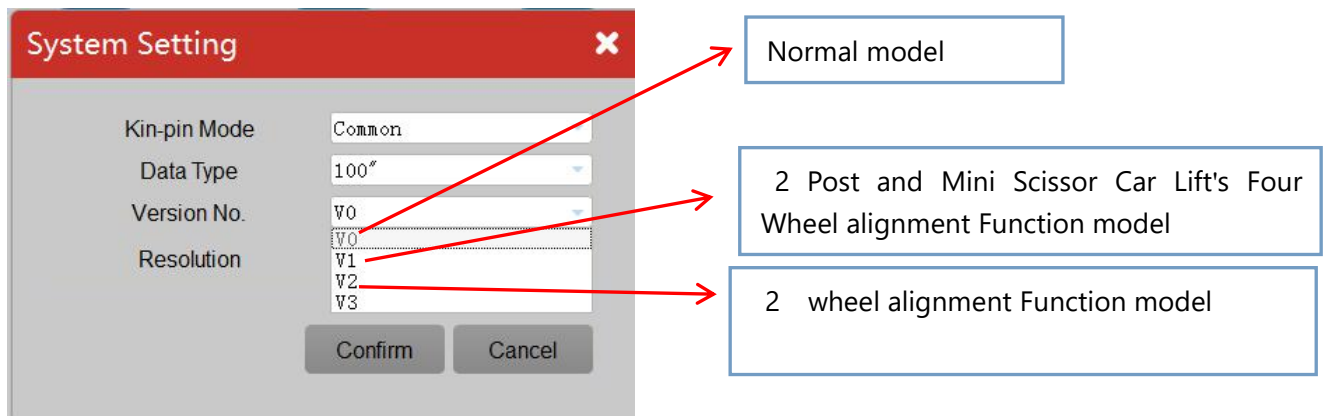 System Setting
Kin-pin Mode
Common
Data Type
100"
Version No.
V0
V0
V1
V2
V3
Resolution
Confirm
Cancel
Normal model
2 Post and Mini Scissor Car Lift's Four
Wheel alignment Function model
2 wheel alignment Function model